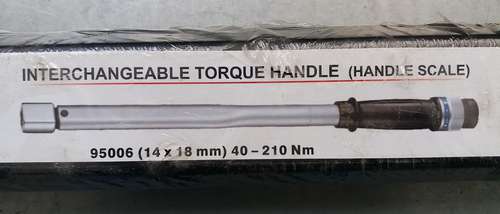 INTERCHANGEABLE TORQUE HANDLE (HANDLE SCALE)
95006 (14 x 18 mm) 40 – 210 Nm